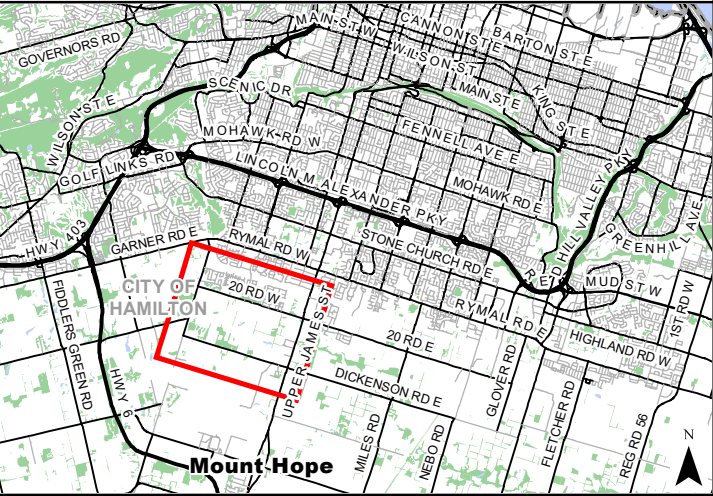 MAIN ST W
CANNON ST E
BARTON ST E
GOVERNORS RD
WILSON ST
MAIN ST E
KING ST E
SCENIC DR
WILSON ST E
MOHAWK RD W
FENNELL AVE E
GOLF LINKS RD
LINCOLN M ALEXANDER PKY
MOHAWK RD E
RED HILL VALLEY PKY
GREENHILL AVE
HWY 403
GARNER RD E
RYMAL RD W
STONE CHURCH RD E
CITY OF
HAMILTON
20 RD W
MUD ST W
1ST RD W
FIDDLERS GREEN RD
UPPER JAMES ST
RYMAL RD E
20 RD E
HIGHLAND RD W
HWY 6
DICKENSON RD E
GLOVER RD
FLETCHER RD
MILES RD
NEBO RD
REG RD 56
N
Mount Hope